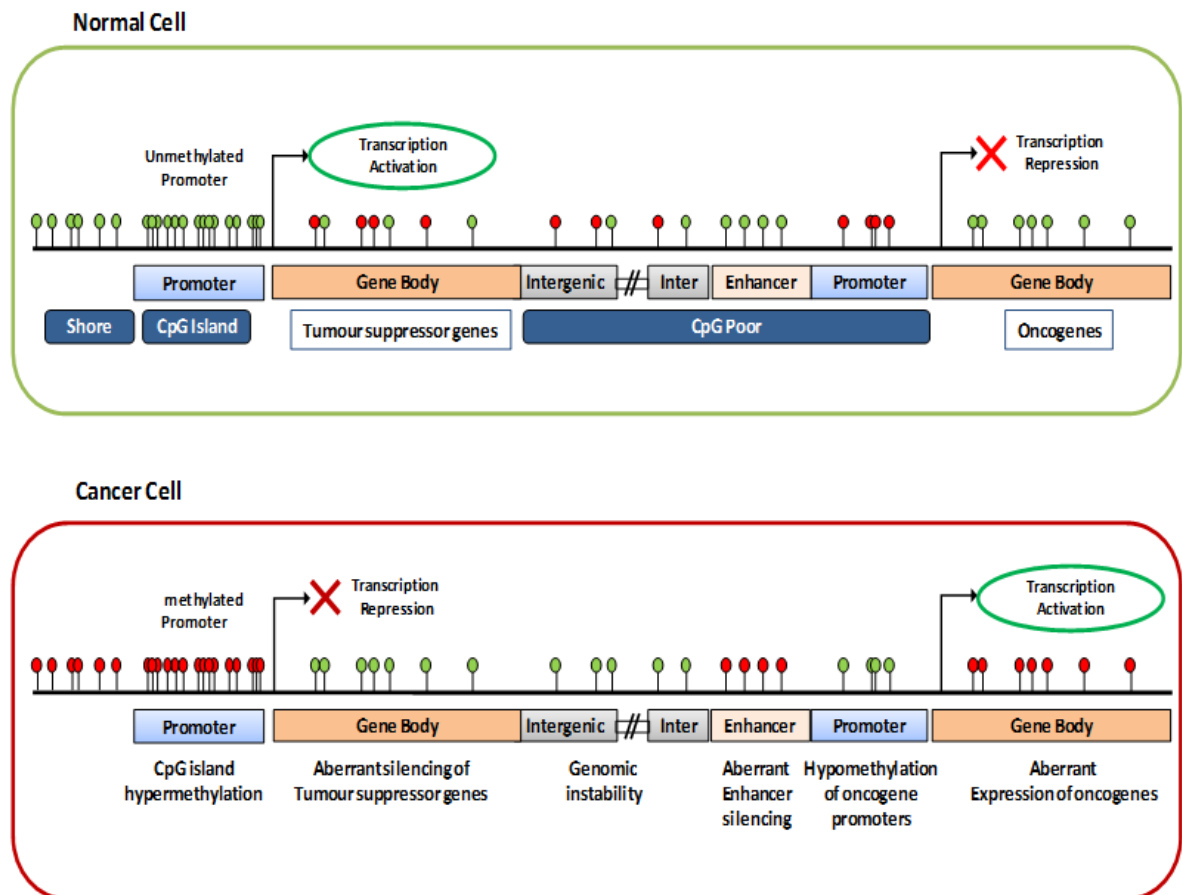 Normal Cell
Unmethylated
Promoter
Transcription
Activation
Transcription
Repression
Promoter
Gene Body
Intergenic
Inter
Enhancer
Promoter
Gene Body
Shore
CpG Island
Tumour suppressor genes
CpG Poor
Oncogenes
Cancer Cell
methylated
Promoter
Transcription
Repression
Transcription
Activation
Promoter
Gene Body
Intergenic
Inter
Enhancer
Promoter
Gene Body
CpG island
hypermethylation
Aberrant silencing of
Tumour suppressor genes
Genomic
instability
Aberrant
Enhancer
silencing
Hypomethylation
of oncogene
promoters
Aberrant
Expression of oncogenes